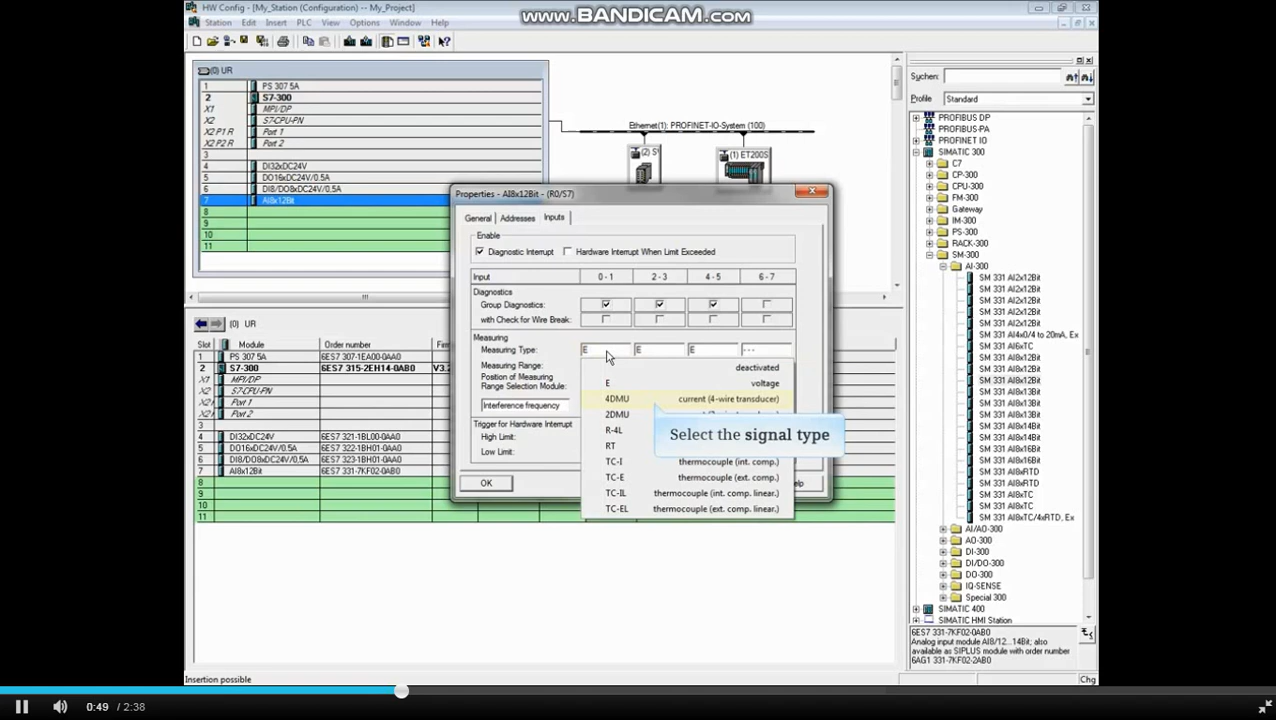 HW Config - [My_Station (Configuration) -- My_Project]
www.BANDICAM.com
Station Edit Insert PLC View Options Window Help
(0) UR
1 PS 307 5A
2 S7-300
X1 MPI/DP
X2 S7-CPU-PN
X2 P1 R Port 1
X2 P2 R Port 2
3
4 DI32xDC24V
5 DO16xDC24V/0,5A
6 DI8/DO8xDC24V/0,5A
7 AI8x12Bit
8
9
10
11
Ethernet(1): PROFINET-IO-System (100)
(2) S'
(1) ET200S
Properties - AI8x12Bit - (R0/S7)
General Addresses Inputs
Enable
Diagnostic Interrupt Hardware Interrupt When Limit Exceeded
Input 0 - 1 2 - 3 4 - 5 6 - 7
Diagnostics
Group Diagnostics:
with Check for Wire Break:
Measuring
Measuring Type: E E E ---
Measuring Range:
Position of Measuring
Range Selection Module:
Interference frequency
Trigger for Hardware Interrupt
High Limit:
Low Limit:
OK
elp
deactivated
E voltage
4DMU current (4-wire transducer)
2DMU
R-4L
RT
TC-I thermocouple (int. comp.)
TC-E thermocouple (ext. comp.)
TC-IL thermocouple (int. comp. linear.)
TC-EL thermocouple (ext. comp. linear.)
Select the signal type
(0) UR
Slot Module Order number Fir
1 PS 307 5A 6ES7 307-1EA00-0AA0
2 S7-300 6ES7 315-2EH14-0AB0 V3.
X1 MPI/DP
X2 S7-CPU-PN
X2 P1 R Port 1
X2 P2 R Port 2
3
4 DI32xDC24V 6ES7 321-1BL00-0AA0
5 DO16xDC24V/0.5A 6ES7 322-1BH01-0AA0
6 DI8/DO8xDC24V/0.5A 6ES7 323-1BH01-0AA0
7 AI8x12Bit 6ES7 331-7KF02-0AB0
8
9
10
11
Suchen:
Profile Standard
PROFIBUS DP
PROFIBUS-PA
PROFINET IO
SIMATIC 300
C7
CP-300
CPU-300
FM-300
Gateway
IM-300
PS-300
RACK-300
SM-300
AI-300
SM 331 AI2x12Bit
SM 331 AI2x12Bit
SM 331 AI2x12Bit
SM 331 AI2x12Bit
SM 331 AI2x12Bit
SM 331 AI4x0/4 to 20mA, Ex
SM 331 AI6xTC
SM 331 AI8x12Bit
SM 331 AI8x12Bit
SM 331 AI8x12Bit
SM 331 AI8x12Bit
SM 331 AI8x13Bit
SM 331 AI8x14Bit
SM 331 AI8x14Bit
SM 331 AI8x16Bit
SM 331 AI8x16Bit
SM 331 AI8xRTD
SM 331 AI8xRTD
SM 331 AI8xTC
SM 331 AI8xTC
SM 331 AI8xTC/4xRTD, Ex
AI/AO-300
AO-300
DI-300
DI/DO-300
DO-300
IQ-SENSE
Special 300
SIMATIC 400
SIMATIC HMI Station
6ES7 331-7KF02-0AB0
Analog input module AI8/12...14Bit; also
available as SIPLUS module with order number
6AG1 331-7KF02-2AB0
Insertion possible
Chg
0:49 / 2:38